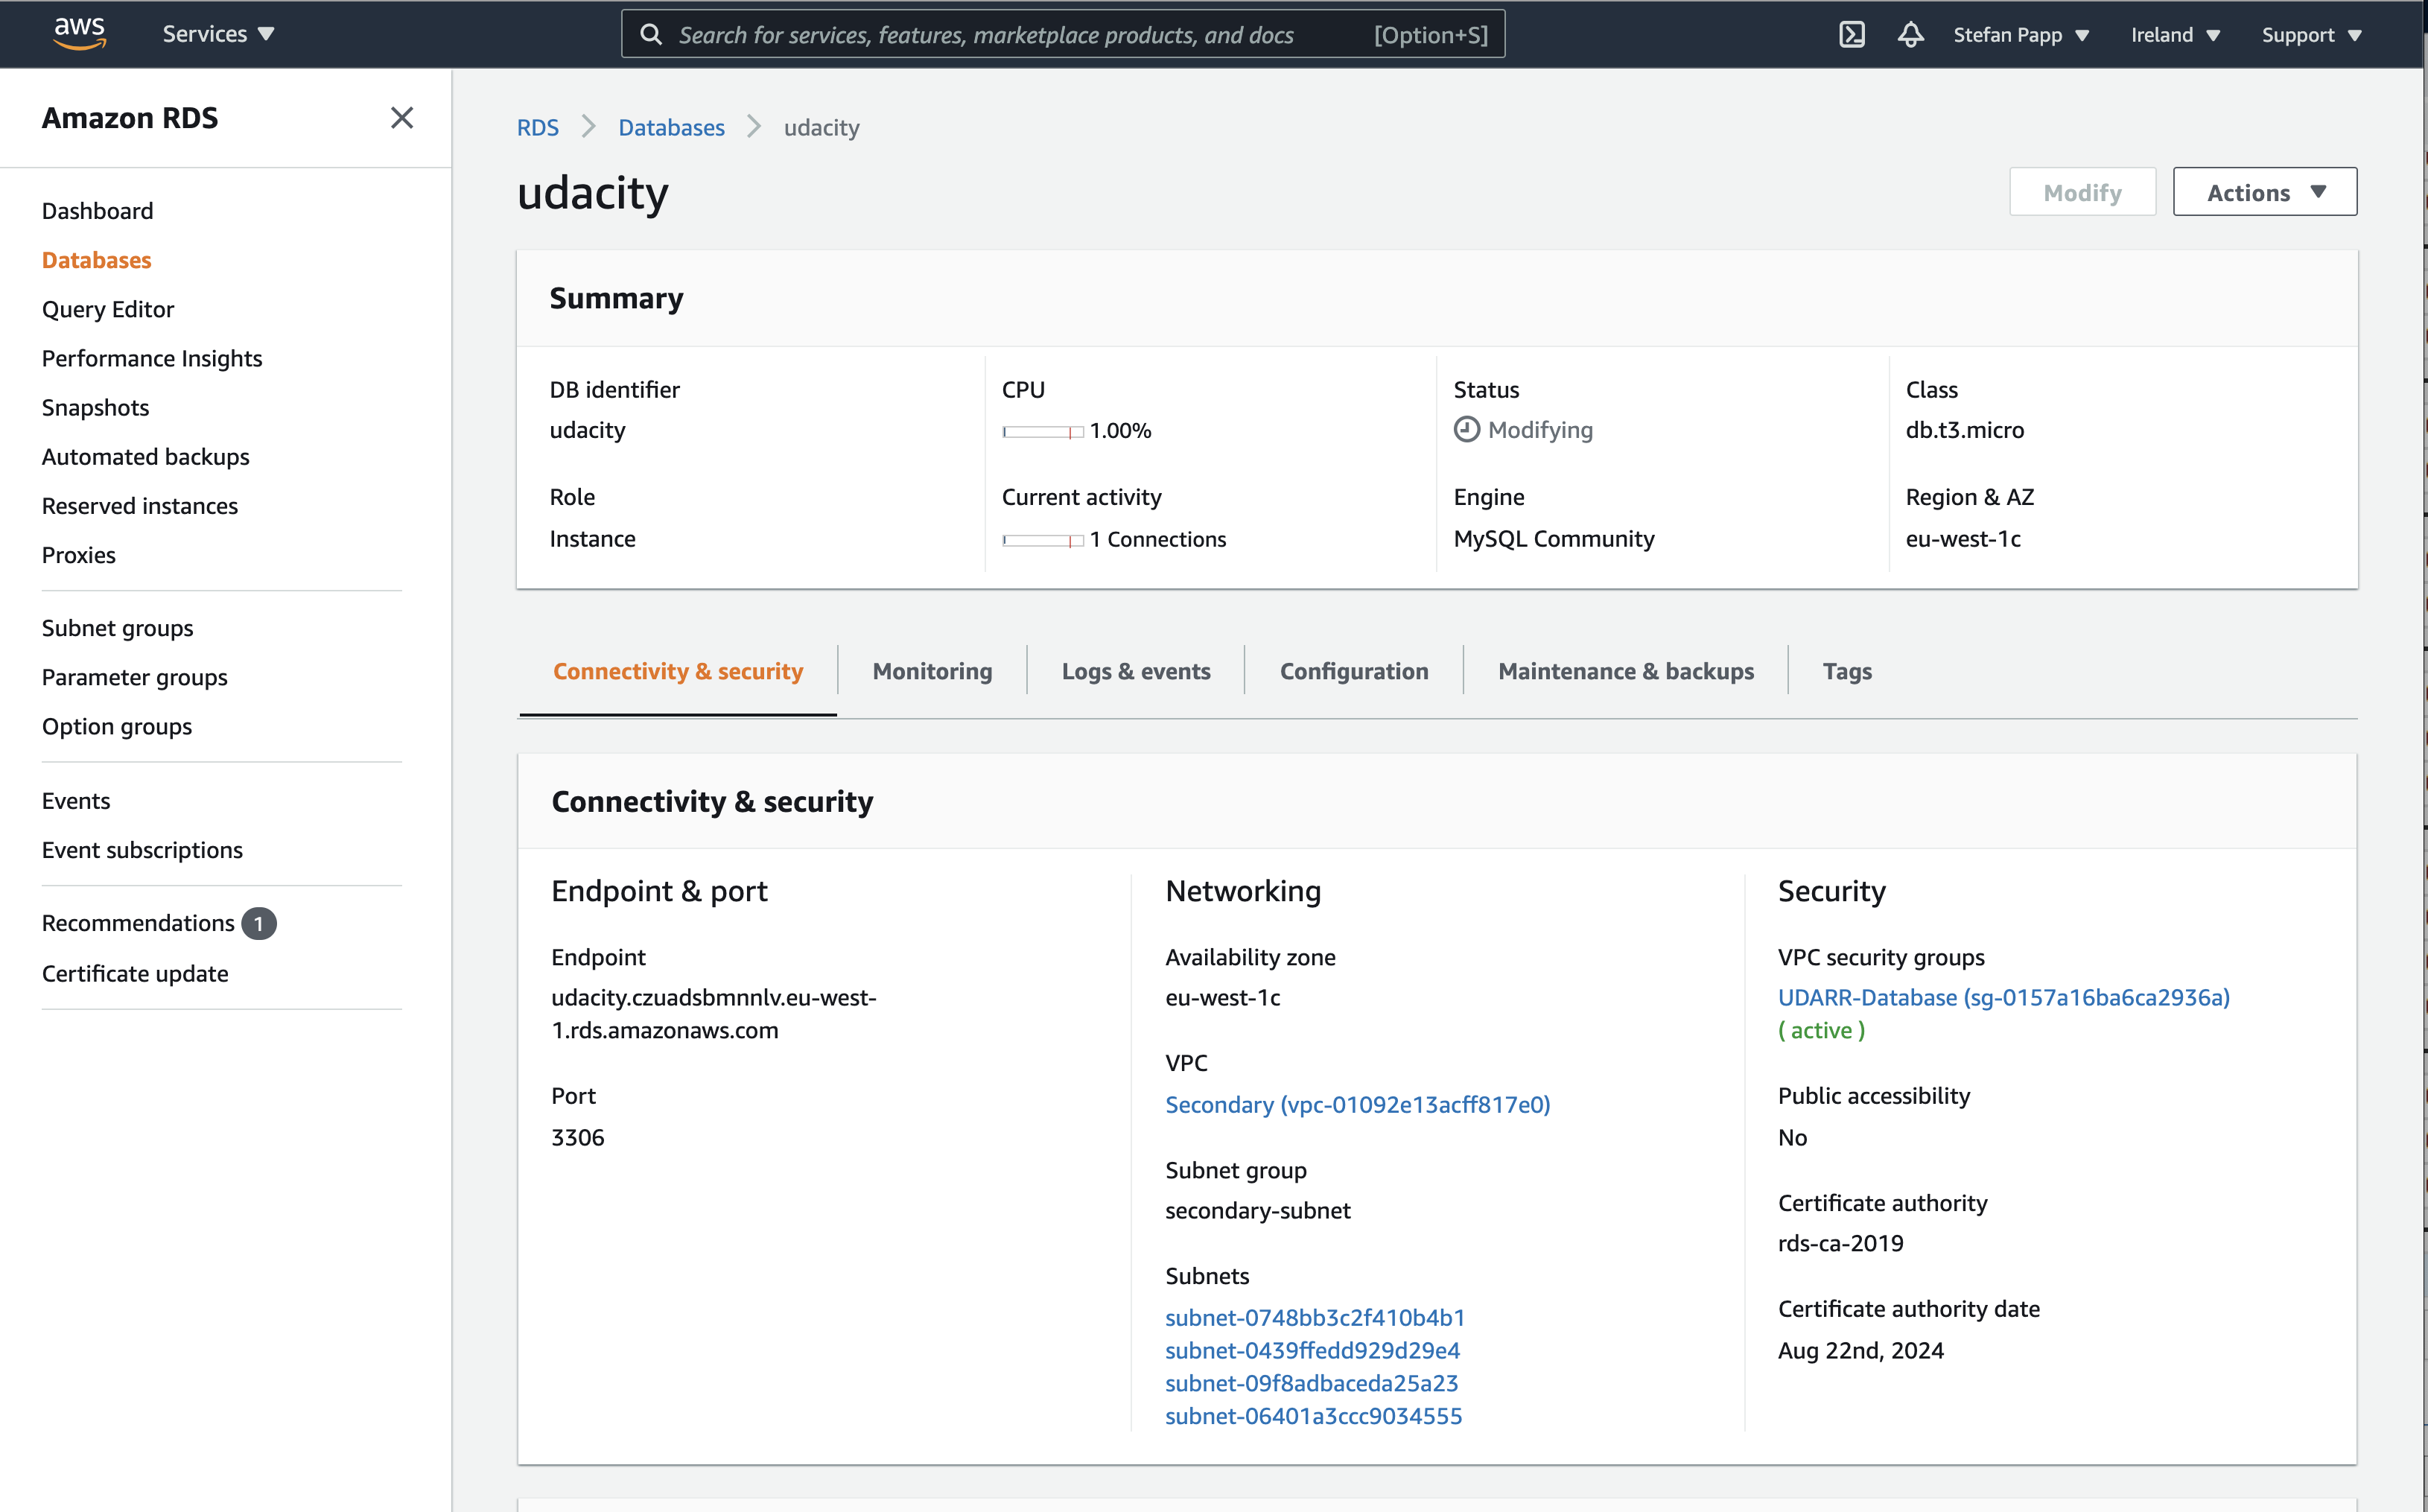 aws
Services
Search for services, features, marketplace products, and docs
[Option+S]
Stefan Papp
Ireland
Support
Amazon RDS
Dashboard
Databases
Query Editor
Performance Insights
Snapshots
Automated backups
Reserved instances
Proxies
Subnet groups
Parameter groups
Option groups
Events
Event subscriptions
Recommendations 1
Certificate update
RDS
Databases
udacity
udacity
Modify
Actions
Summary
DB identifier
udacity
CPU
1.00%
Status
Modifying
Class
db.t3.micro
Role
Instance
Current activity
1 Connections
Engine
MySQL Community
Region & AZ
eu-west-1c
Connectivity & security
Monitoring
Logs & events
Configuration
Maintenance & backups
Tags
Connectivity & security
Endpoint & port
Endpoint
udacity.czuadsbmnnlv.eu-west-
1.rds.amazonaws.com
Port
3306
Networking
Availability zone
eu-west-1c
VPC
Secondary (vpc-01092e13acff817e0)
Subnet group
secondary-subnet
Subnets
subnet-0748bb3c2f410b4b1
subnet-0439ffedd929d29e4
subnet-09f8adbaceda25a23
subnet-06401a3ccc9034555
Security
VPC security groups
UDARR-Database (sg-0157a16ba6ca2936a)
( active )
Public accessibility
No
Certificate authority
rds-ca-2019
Certificate authority date
Aug 22nd, 2024